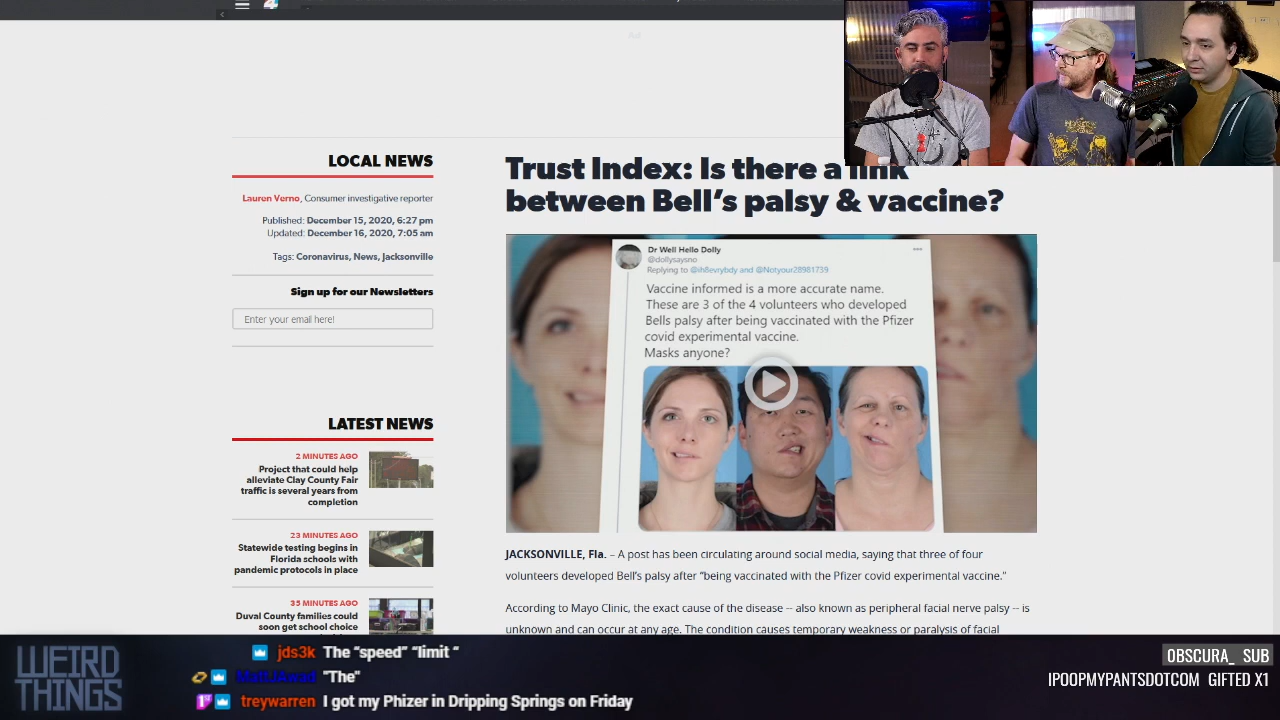 LOCAL NEWS
Lauren Verno, Consumer investigative reporter
Published: December 15, 2020, 6:27 pm
Updated: December 16, 2020, 7:05 am
Tags: Coronavirus, News, Jacksonville
Sign up for our Newsletters
Enter your email here!
LATEST NEWS
2 MINUTES AGO
Project that could help
alleviate Clay County Fair
traffic is several years from
completion
23 MINUTES AGO
Statewide testing begins in
Florida schools with
pandemic protocols in place
35 MINUTES AGO
Duval County families could
soon get school choice
Trust Index: Is there a link
between Bell's palsy & vaccine?
Dr Well Hello Dolly
@dollysaysno
Replying to @ih8evrybdy and @Notyour28981739
Vaccine informed is a more accurate name.
These are 3 of the 4 volunteers who developed
Bells palsy after being vaccinated with the Pfizer
covid experimental vaccine.
Masks anyone?
JACKSONVILLE, Fla. – A post has been circulating around social media, saying that three of four
volunteers developed Bell's palsy after "being vaccinated with the Pfizer covid experimental vaccine."
According to Mayo Clinic, the exact cause of the disease -- also known as peripheral facial nerve palsy -- is
unknown and can occur at any age. The condition causes temporary weakness or paralysis of facial
WEIRD
THINGS
jds3k The "speed" "limit "
"The"
treywarren I got my Phizer in Dripping Springs on Friday
OBSCURA_ SUB
IPOOPMYPANTSDOTCOM GIFTED X1